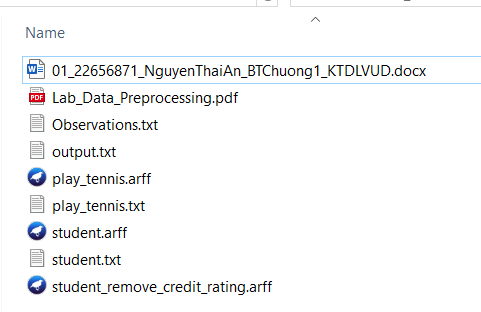 Name
01_22656871_NguyenThaiAn_BTChuong1_KTDLVUD.docx
PDF Lab_Data_Preprocessing.pdf
Observations.txt
output.txt
play_tennis.arff
play_tennis.txt
student.arff
student.txt
student_remove_credit_rating.arff